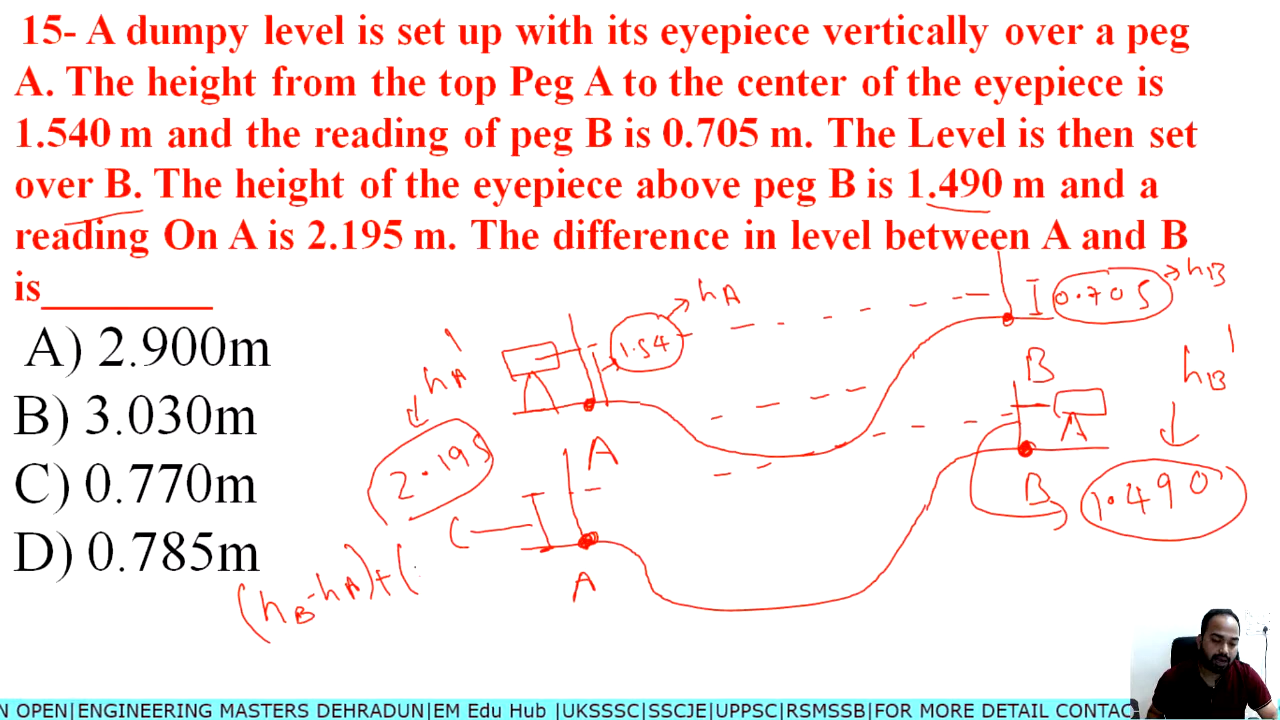 15- A dumpy level is set up with its eyepiece vertically over a peg
A. The height from the top Peg A to the center of the eyepiece is
1.540 m and the reading of peg B is 0.705 m. The Level is then set
over B. The height of the eyepiece above peg B is 1.490 m and a
reading On A is 2.195 m. The difference in level between A and B
is_________
A) 2.900m
B) 3.030m
C) 0.770m
D) 0.785m
hA
1.54
0.705
hB
hA'
2.195
A
B
hB'
1.490
B
A
(hB-hA)+(
N OPEN|ENGINEERING MASTERS DEHRADUN|EM Edu Hub |UKSSSC|SSCJE|UPPSC|RSMSSB|FOR MORE DETAIL CONTAC